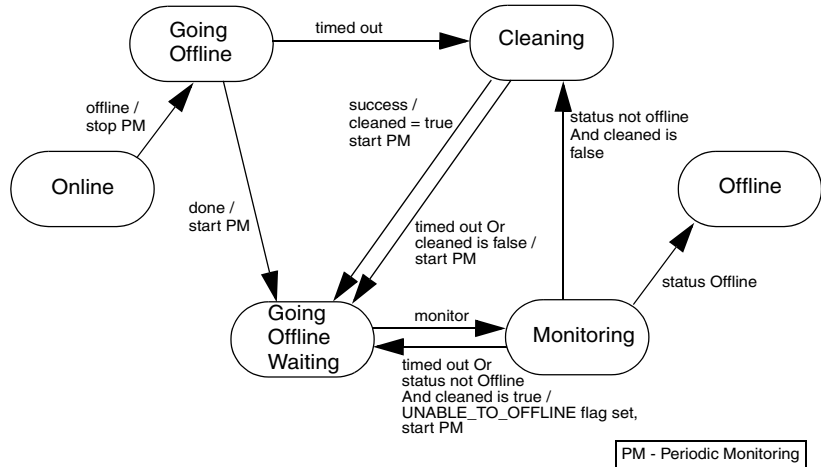 Going
Offline
timed out
Cleaning
offline /
stop PM
success /
cleaned = true
start PM
status not offline
And cleaned is
false
Online
Offline
done /
start PM
timed out Or
cleaned is false /
start PM
status Offline
Going
Offline
Waiting
monitor
Monitoring
timed out Or
status not Offline
And cleaned is true /
UNABLE_TO_OFFLINE flag set,
start PM
PM - Periodic Monitoring